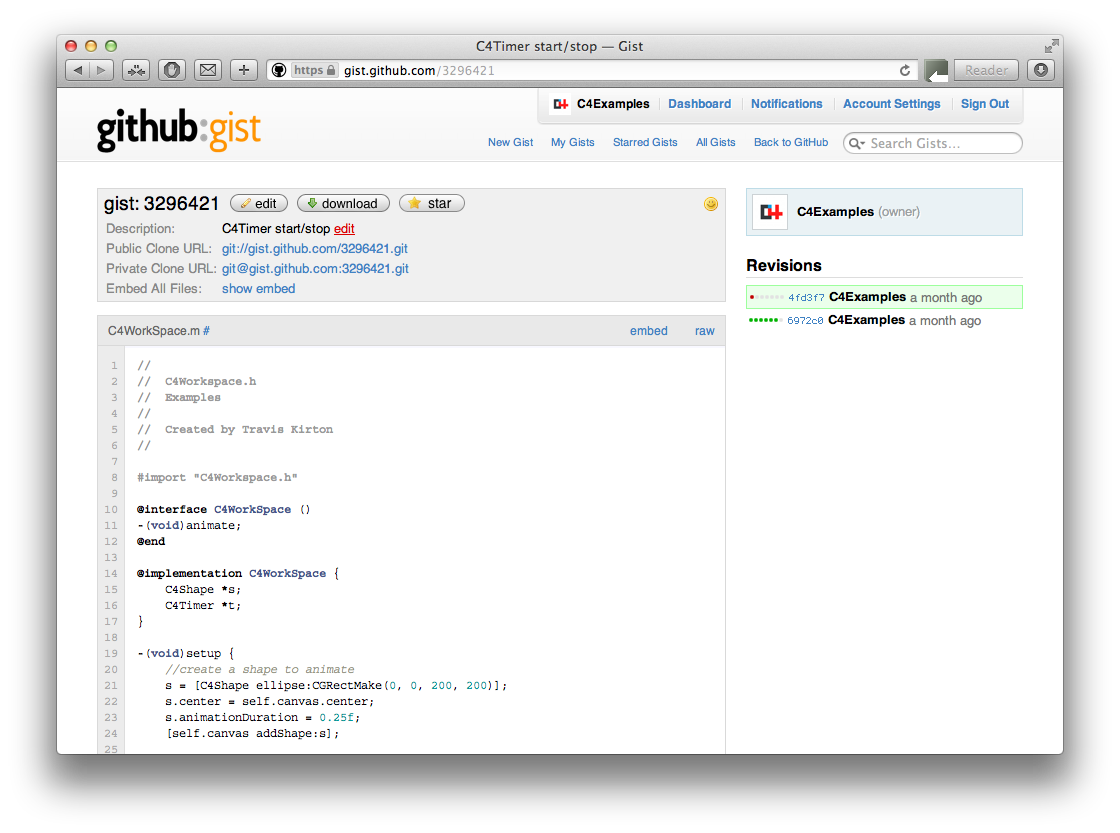 C4Timer start/stop — Gist
https gist.github.com/3296421 Reader
C4Examples Dashboard Notifications Account Settings Sign Out
github:gist
New Gist My Gists Starred Gists All Gists Back to GitHub Search Gists...
gist: 3296421 edit download star
Description: C4Timer start/stop edit
Public Clone URL: git://gist.github.com/3296421.git
Private Clone URL: git@gist.github.com:3296421.git
Embed All Files: show embed
C4Examples (owner)
Revisions
4fd3f7 C4Examples a month ago
6972c0 C4Examples a month ago
C4WorkSpace.m # embed raw
1 //
2 //  C4Workspace.h
3 //  Examples
4 //
5 //  Created by Travis Kirton
6 //
7
8 #import "C4Workspace.h"
9
10 @interface C4WorkSpace ()
11 -(void)animate;
12 @end
13
14 @implementation C4WorkSpace {
15     C4Shape *s;
16     C4Timer *t;
17 }
18
19 -(void)setup {
20     //create a shape to animate
21     s = [C4Shape ellipse:CGRectMake(0, 0, 200, 200)];
22     s.center = self.canvas.center;
23     s.animationDuration = 0.25f;
24     [self.canvas addShape:s];
25